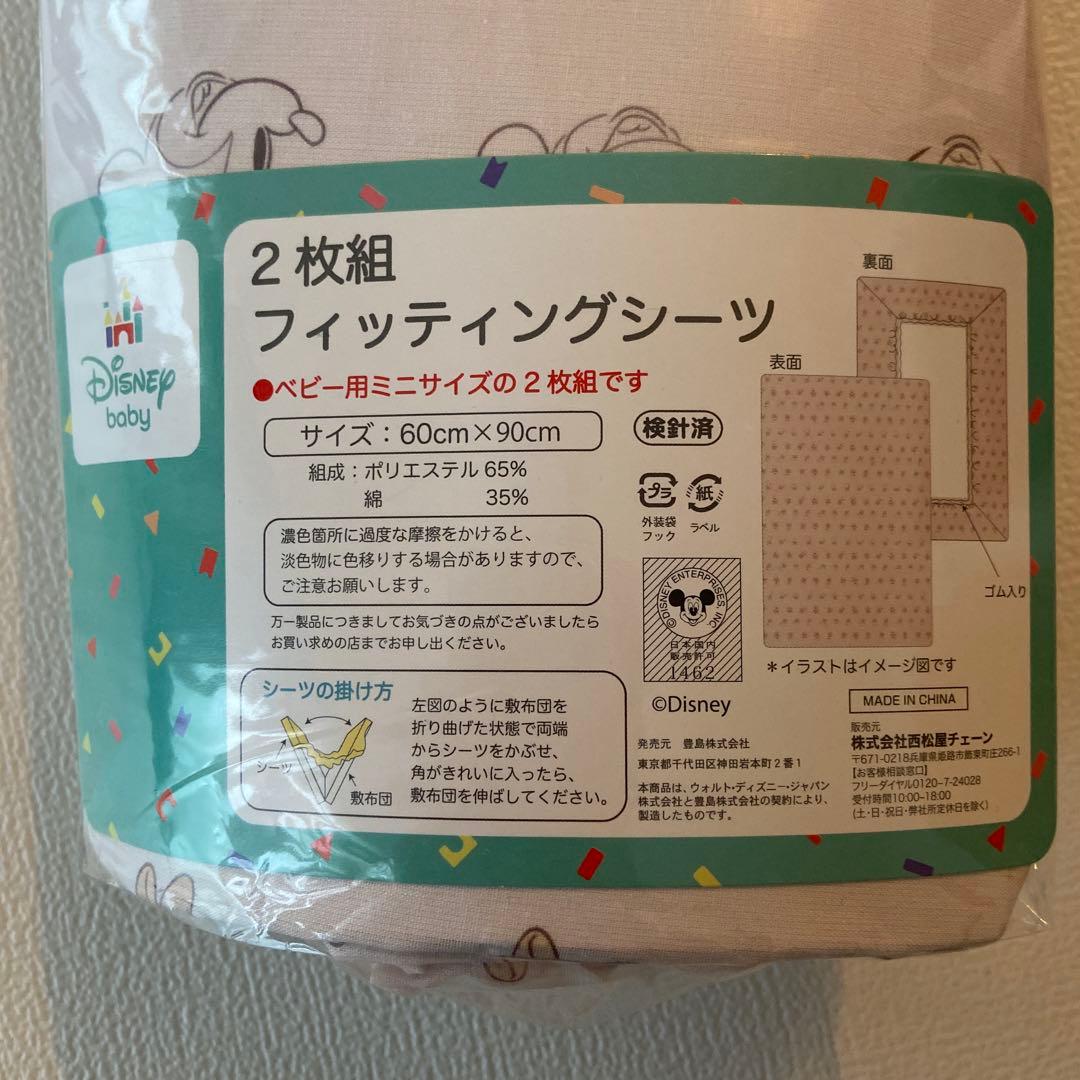 Disney
baby
2枚組
フィッティングシーツ
●ベビー用ミニサイズの2枚組です
サイズ：60cm×90cm
組成：ポリエステル 65%
綿 35%
濃色箇所に過度な摩擦をかけると、
淡色物に色移りする場合がありますので、
ご注意お願いします。
万一製品につきましてお気づきの点がございましたら
お買い求めの店までお申し出ください。
シーツの掛け方
シーツ
敷布団
左図のように敷布団を
折り曲げた状態で両端
からシーツをかぶせ、
角がきれいに入ったら、
敷布団を伸ばしてください。
検針済
プラ
紙
外装袋
フック
ラベル
©DISNEY ENTERPRISES, INC
日本国内
販売許可
1462
©Disney
発売元 豊島株式会社
東京都千代田区神田岩本町2番1
本商品は、ウォルト・ディズニー・ジャパン
株式会社と豊島株式会社の契約により、
製造したものです。
裏面
表面
ゴム入り
＊イラストはイメージ図です
MADE IN CHINA
販売元
株式会社西松屋チェーン
〒671-0218兵庫県姫路市飾東町庄266-1
【お客様相談窓口】
フリーダイヤル0120-7-24028
受付時間10:00~18:00
(土・日・祝日・弊社所定休日を除く)